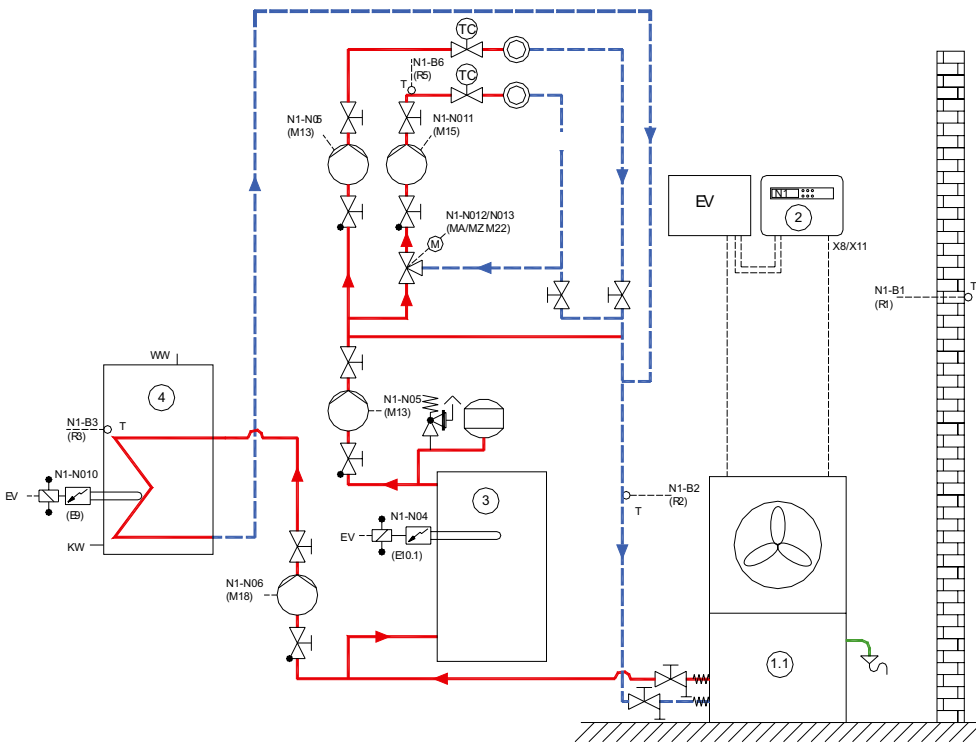 TC
N1-B6
(R5)
T
TC
N1-N05
(M13)
N1-N011
(M15)
N1-N012/N013
(MA/MZ M22)
M
EV
N1
2
X8/X11
N1-B1
(R1)
T
WW
4
N1-B3
(R3)
T
N1-N010
EV
(E9)
KW
N1-N05
(M13)
3
N1-N04
EV
(E10.1)
N1-B2
(R2)
T
N1-N06
(M18)
1.1